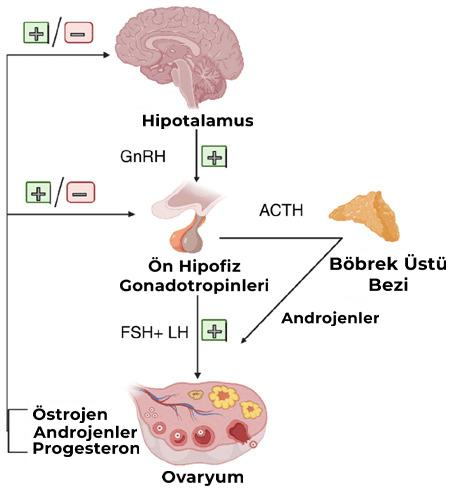 + / −
Hipotalamus
GnRH
+
+ / −
ACTH
Ön Hipofiz
Gonadotropinleri
Böbrek Üstü
Bezi
Androjenler
FSH+ LH
+
Östrojen
Androjenler
Progesteron
Ovaryum